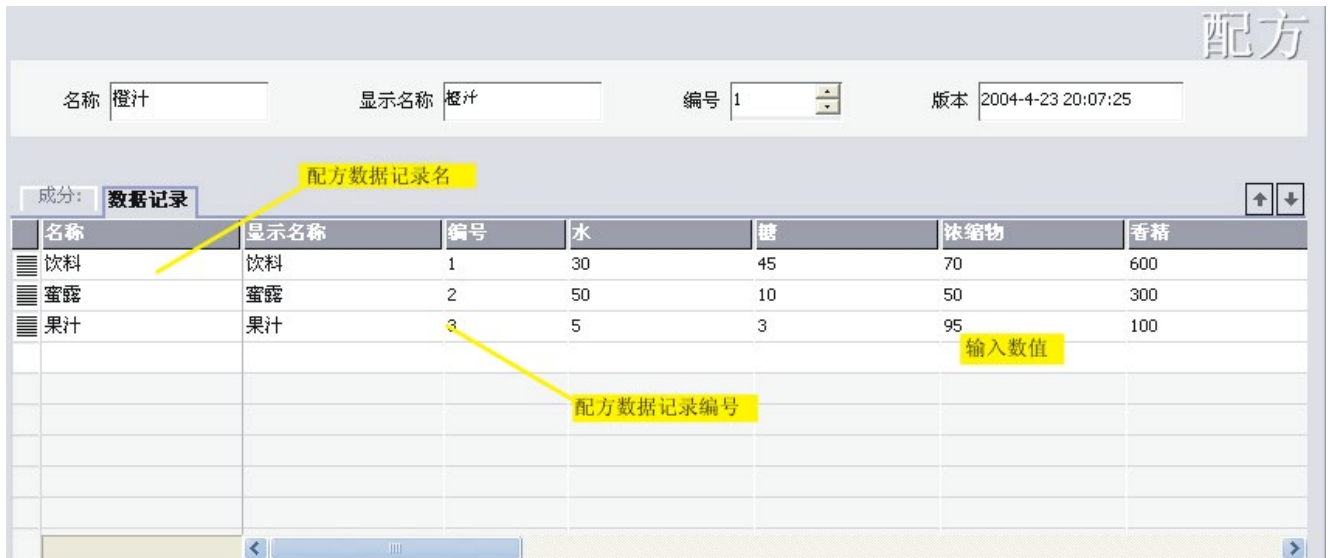 配方
名称 橙汁 显示名称 橙汁 编号 1 版本 2004-4-23 20:07:25
配方数据记录名
成分: 数据记录
名称 显示名称 编号 水 糖 浓缩物 香精
饮料 饮料 1 30 45 70 600
蜜露 蜜露 2 50 10 50 300
果汁 果汁 3 5 3 95 100
输入数值
配方数据记录编号